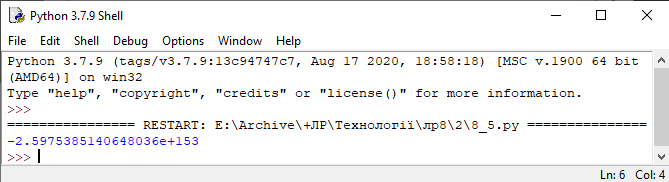 Python 3.7.9 Shell
File Edit Shell Debug Options Window Help
Python 3.7.9 (tags/v3.7.9:13c94747c7, Aug 17 2020, 18:58:18) [MSC v.1900 64 bit
(AMD64)] on win32
Type "help", "copyright", "credits" or "license()" for more information.
>>>
=============== RESTART: E:\Archive\+ЛР\Технології\лр8\2\8_5.py ===============
-2.5975385140648036e+153
>>>
Ln: 6 Col: 4